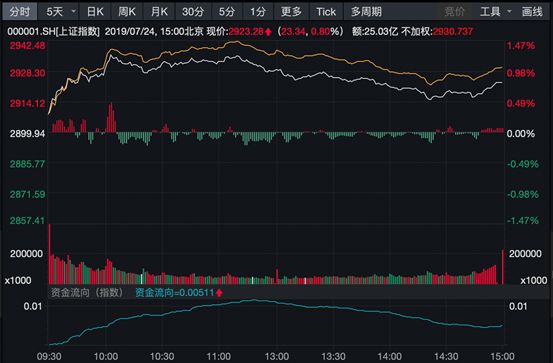 分时 5天 日K 周K 月K 30分 5分 1分 更多 Tick 多周期 竞价 工具 画线
000001.SH[上证指数] 2019/07/24, 15:00北京 现价:2923.28 (23.34, 0.80%) 额:25.03亿 不加权:2930.737
2942.48 1.47%
2928.30 0.98%
2914.12 0.49%
2899.94 0.00%
2885.77 -0.49%
2871.59 -0.98%
2857.41 -1.47%
200000 200000
x1000 x1000
资金流向（指数） 资金流向=0.00511
0.01 0.01
09:30 10:00 10:30 11:00 13:00 13:30 14:00 14:30 15:00